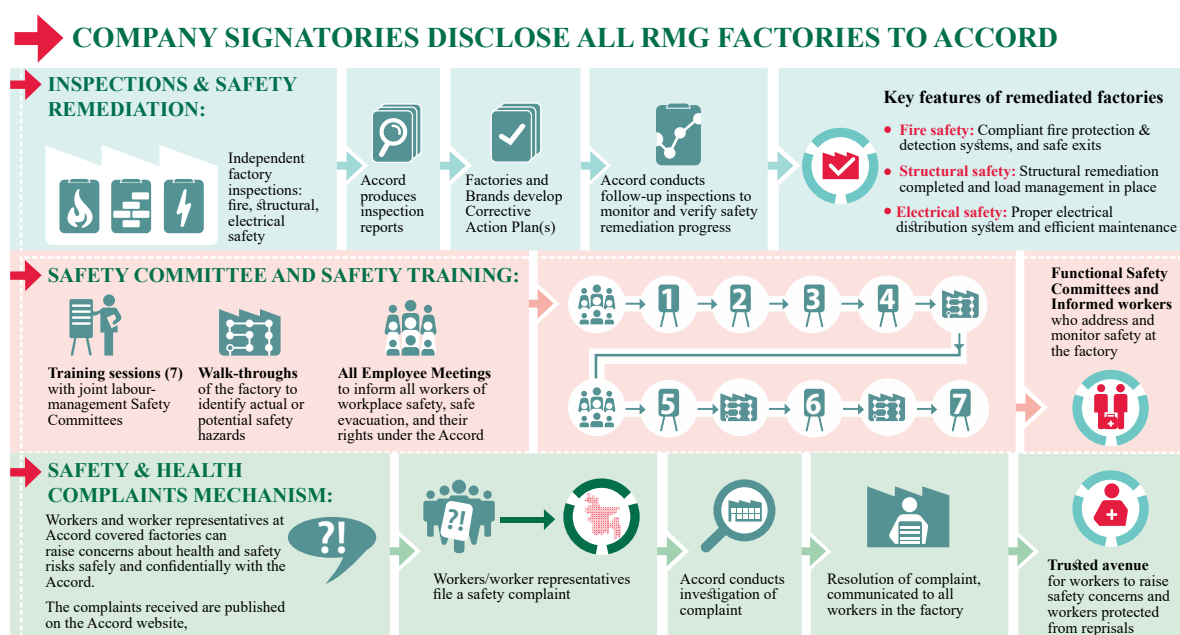 COMPANY SIGNATORIES DISCLOSE ALL RMG FACTORIES TO ACCORD
INSPECTIONS & SAFETY
REMEDIATION:
Independent
factory
inspections:
fire, structural,
electrical
safety
Accord
produces
inspection
reports
Factories and
Brands develop
Corrective
Action Plan(s)
Accord conducts
follow-up inspections to
monitor and verify safety
remediation progress
Key features of remediated factories
• Fire safety: Compliant fire protection &
detection systems, and safe exits
• Structural safety: Structural remediation
completed and load management in place
• Electrical safety: Proper electrical
distribution system and efficient maintenance
SAFETY COMMITTEE AND SAFETY TRAINING:
Training sessions (7)
with joint labour-
management Safety
Committees
Walk-throughs
of the factory to
identify actual or
potential safety
hazards
All Employee Meetings
to inform all workers of
workplace safety, safe
evacuation, and their
rights under the Accord
1 2 3 4
5 6 7
Functional Safety
Committees and
Informed workers
who address and
monitor safety at
the factory
SAFETY & HEALTH
COMPLAINTS MECHANISM:
Workers and worker representatives at
Accord covered factories can
raise concerns about health and safety
risks safely and confidentially with the
Accord.
The complaints received are published
on the Accord website,
?!
?!
Workers/worker representatives
file a safety complaint
Accord conducts
investigation of
complaint
Resolution of complaint,
communicated to all
workers in the factory
Trusted avenue
for workers to raise
safety concerns and
workers protected
from reprisals